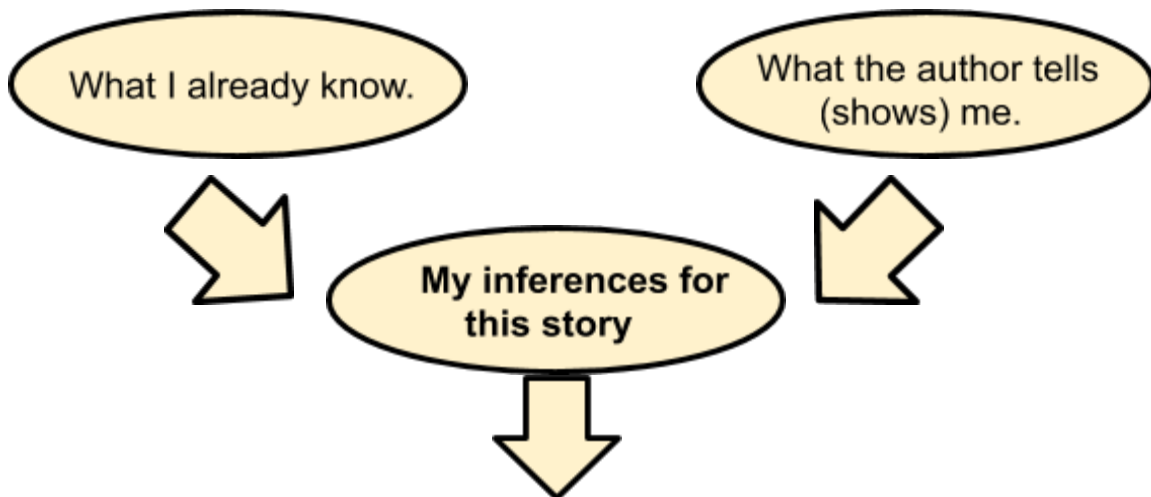 What I already know.
What the author tells
(shows) me.
My inferences for
this story